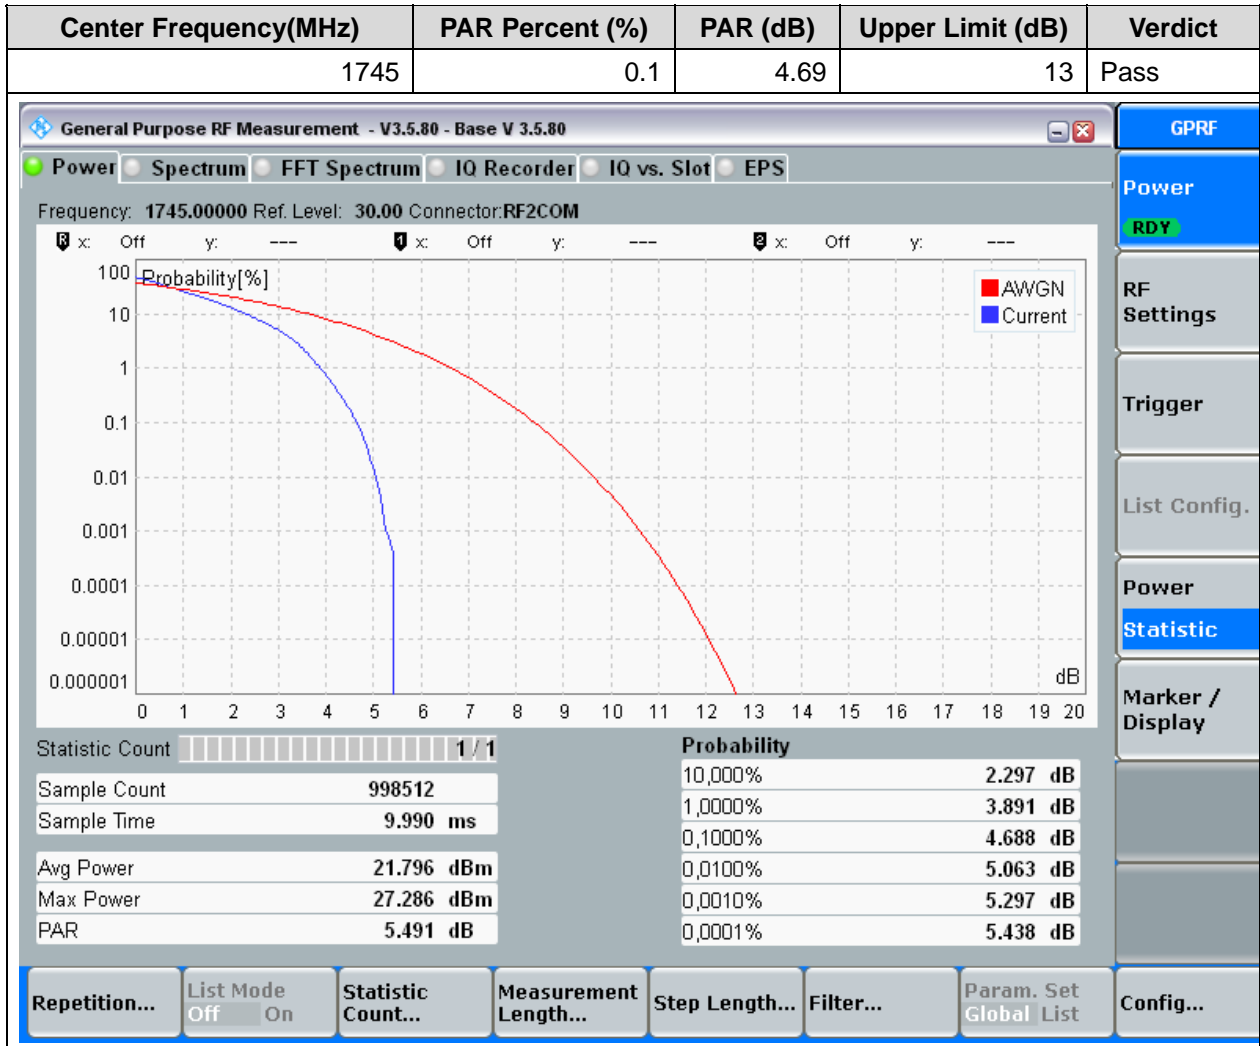 Center Frequency(MHz) PAR Percent (%) PAR (dB) Upper Limit (dB) Verdict
1745 0.1 4.69 13 Pass
General Purpose RF Measurement - V3.5.80 - Base V 3.5.80
GPRF
Power Spectrum FFT Spectrum IQ Recorder IQ vs. Slot EPS
Power
RDY
Frequency: 1745.00000 Ref. Level: 30.00 Connector:RF2COM
R x: Off y: --- 1 x: Off y: --- 2 x: Off y: ---
100 Probability[%]
AWGN
Current
10
1
0.1
0.01
0.001
0.0001
0.00001
0.000001
dB
0 1 2 3 4 5 6 7 8 9 10 11 12 13 14 15 16 17 18 19 20
RF
Settings
Trigger
List Config.
Power
Statistic
Marker /
Display
Statistic Count 1 / 1
Sample Count 998512
Sample Time 9.990 ms
Avg Power 21.796 dBm
Max Power 27.286 dBm
PAR 5.491 dB
Probability
10,000% 2.297 dB
1,0000% 3.891 dB
0,1000% 4.688 dB
0,0100% 5.063 dB
0,0010% 5.297 dB
0,0001% 5.438 dB
Repetition...
List Mode
Off On
Statistic
Count...
Measurement
Length...
Step Length...
Filter...
Param. Set
Global List
Config...